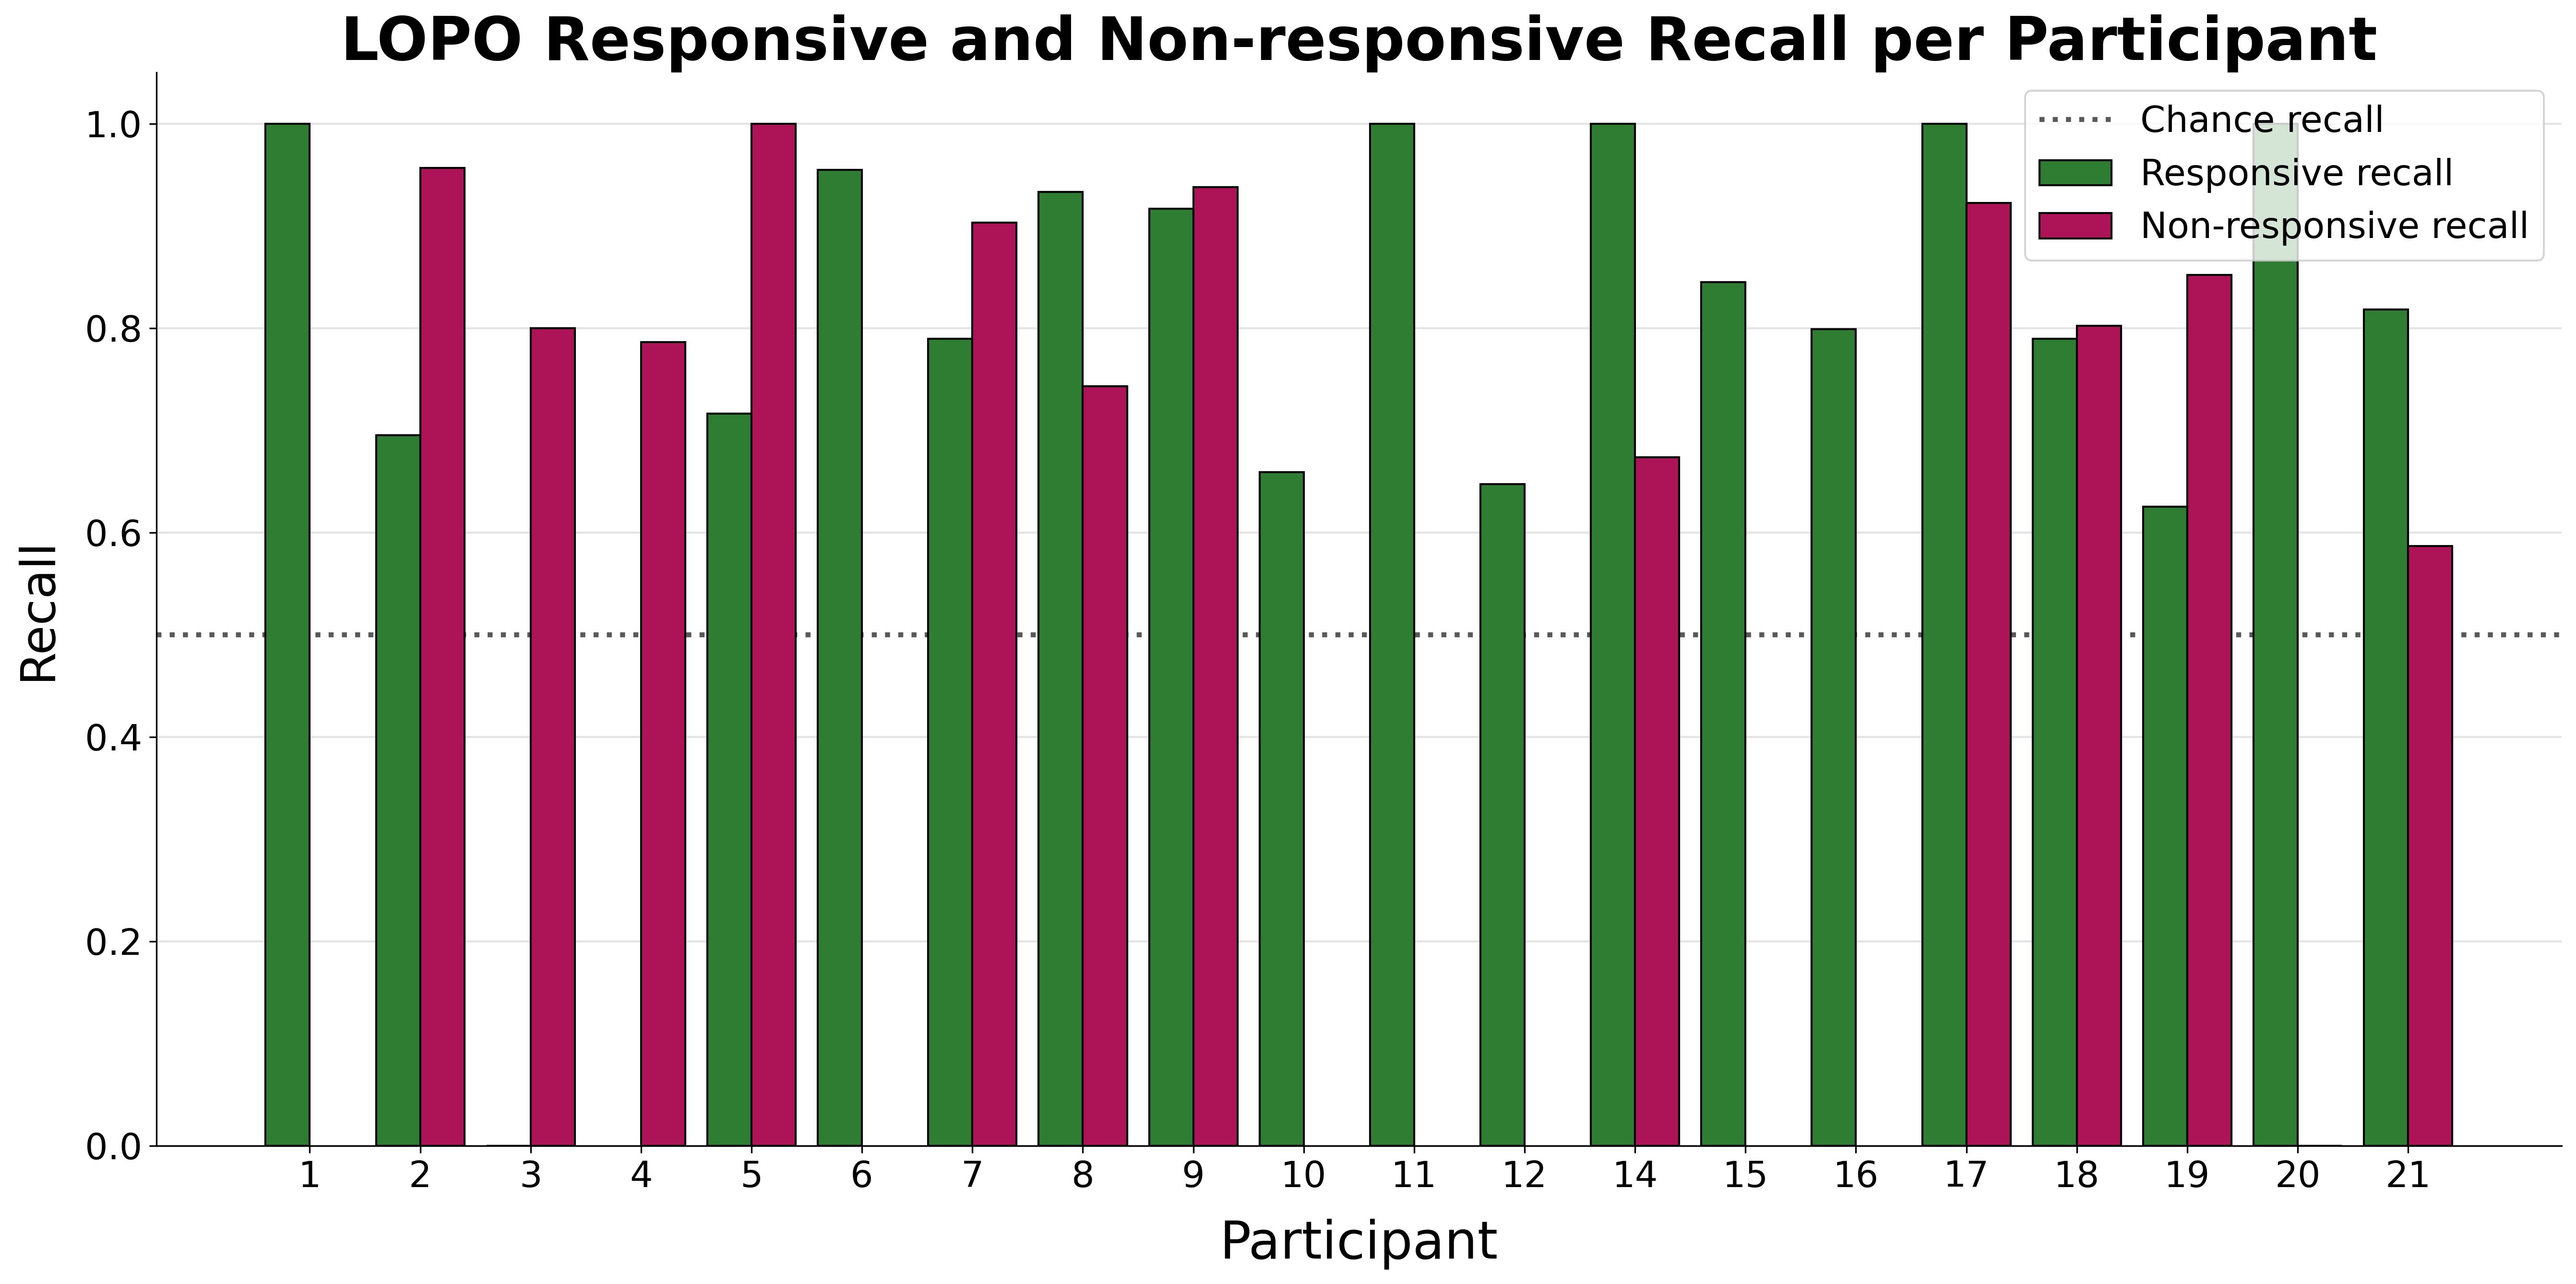 LOPO Responsive and Non-responsive Recall per Participant
Chance recall
Responsive recall
Non-responsive recall
1.0
0.8
0.6
0.4
0.2
0.0
Recall
1 2 3 4 5 6 7 8 9 10 11 12 14 15 16 17 18 19 20 21
Participant